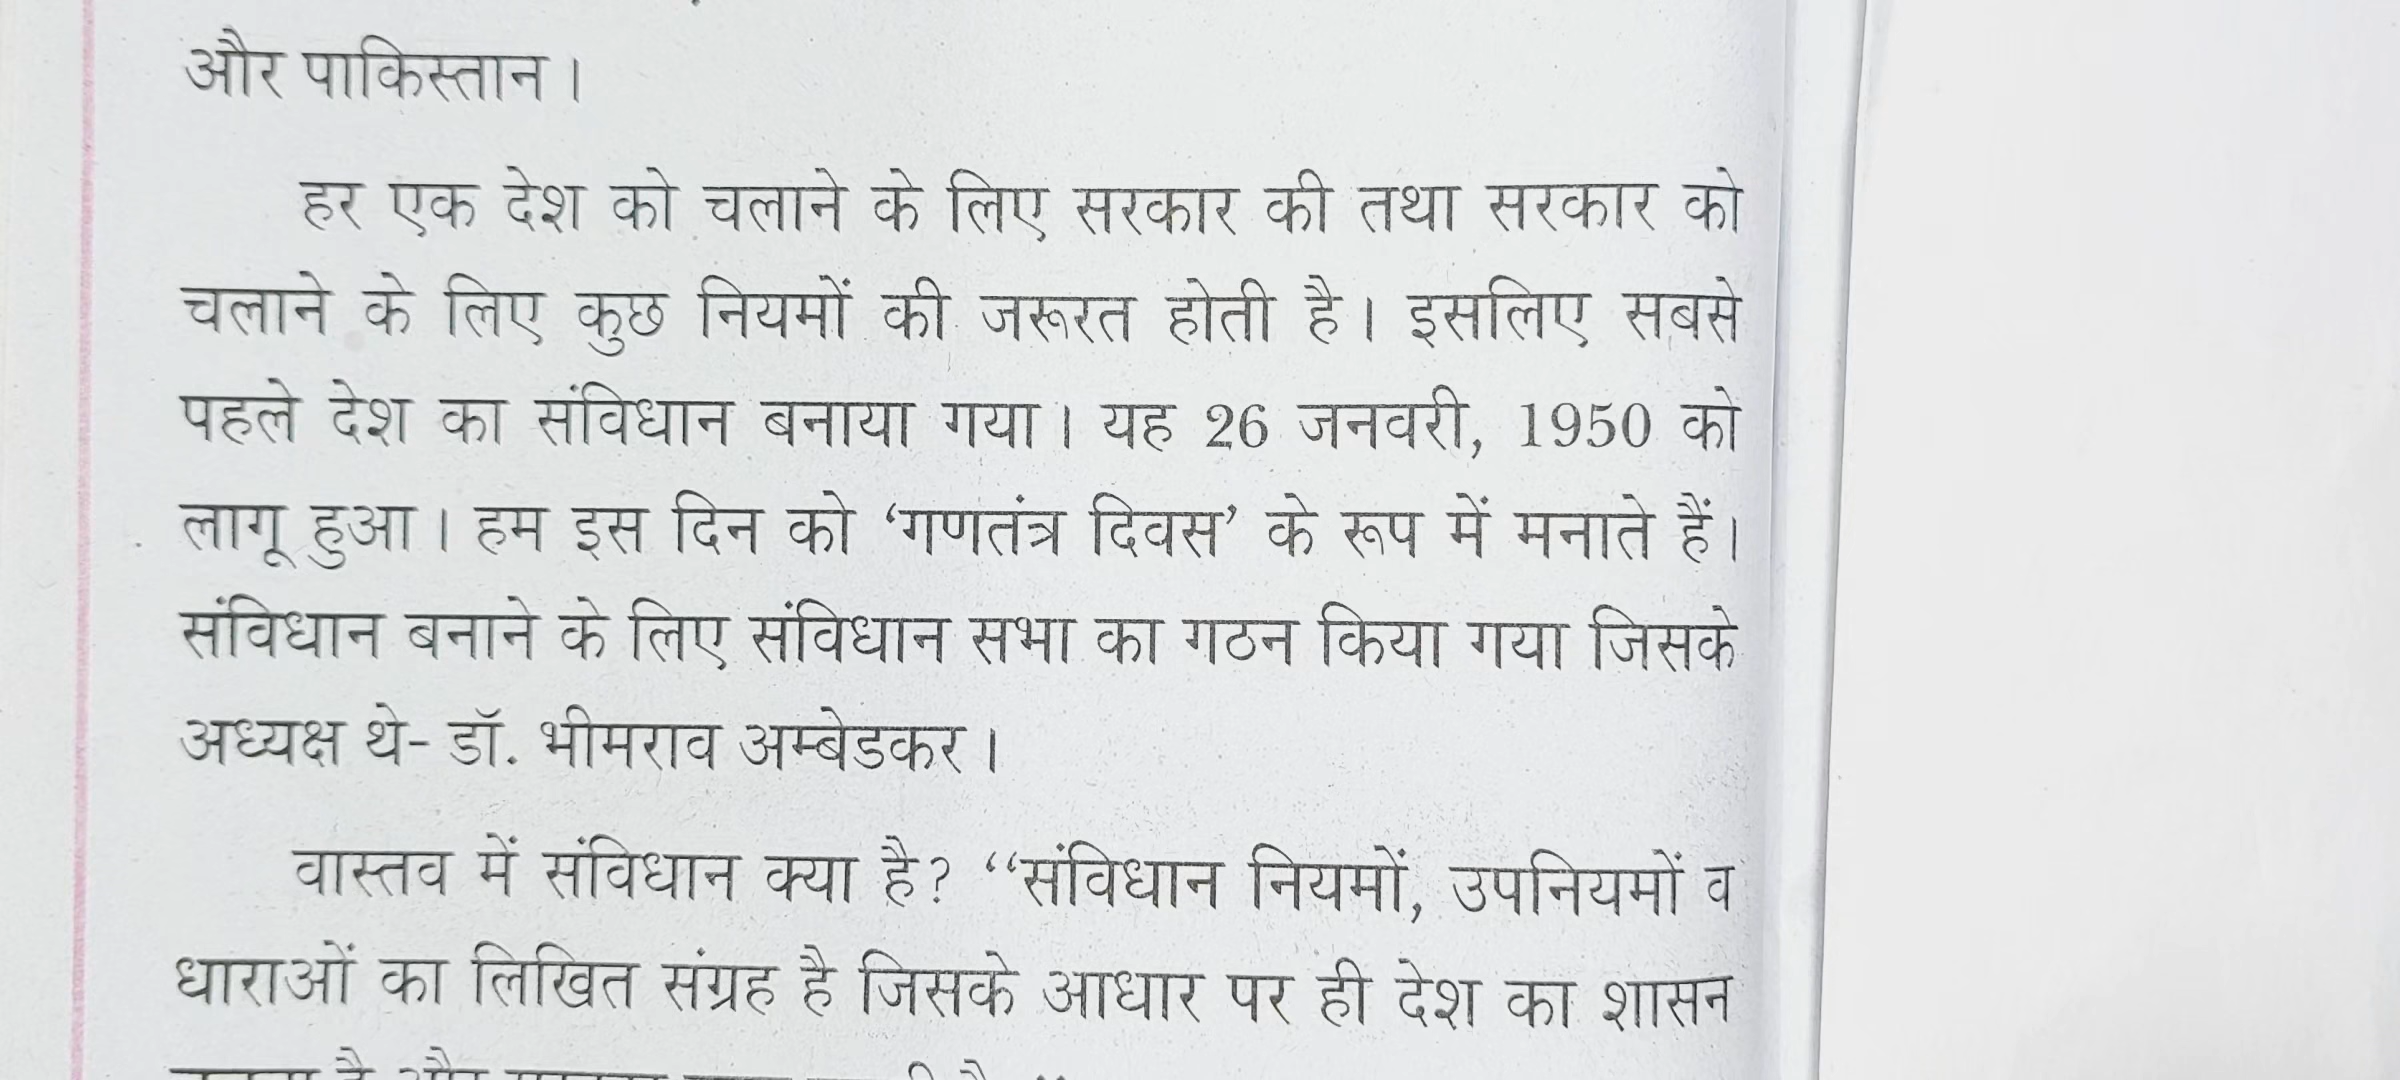 और पाकिस्तान।
हर एक देश को चलाने के लिए सरकार की तथा सरकार को
चलाने के लिए कुछ नियमों की जरूरत होती है। इसलिए सबसे
पहले देश का संविधान बनाया गया। यह 26 जनवरी, 1950 को
लागू हुआ। हम इस दिन को ‘गणतंत्र दिवस’ के रूप में मनाते हैं।
संविधान बनाने के लिए संविधान सभा का गठन किया गया जिसके
अध्यक्ष थे- डॉ. भीमराव अम्बेडकर।
वास्तव में संविधान क्या है? “संविधान नियमों, उपनियमों व
धाराओं का लिखित संग्रह है जिसके आधार पर ही देश का शासन